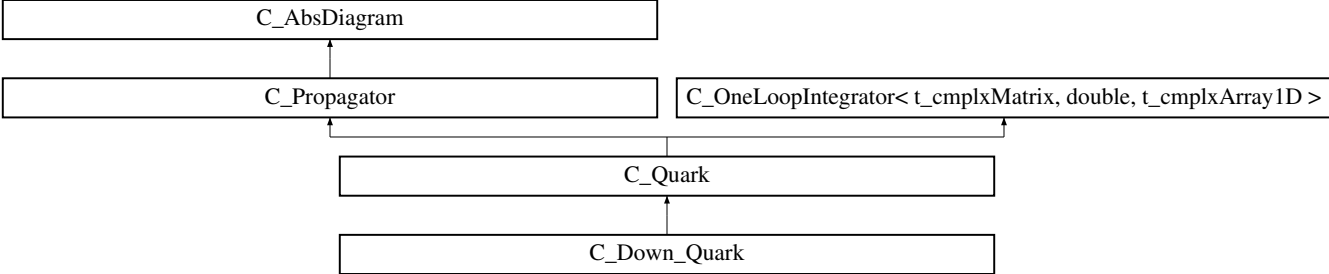 C_AbsDiagram
C_Propagator
C_OneLoopIntegrator< t_cmplxMatrix, double, t_cmplxArray1D >
C_Quark
C_Down_Quark